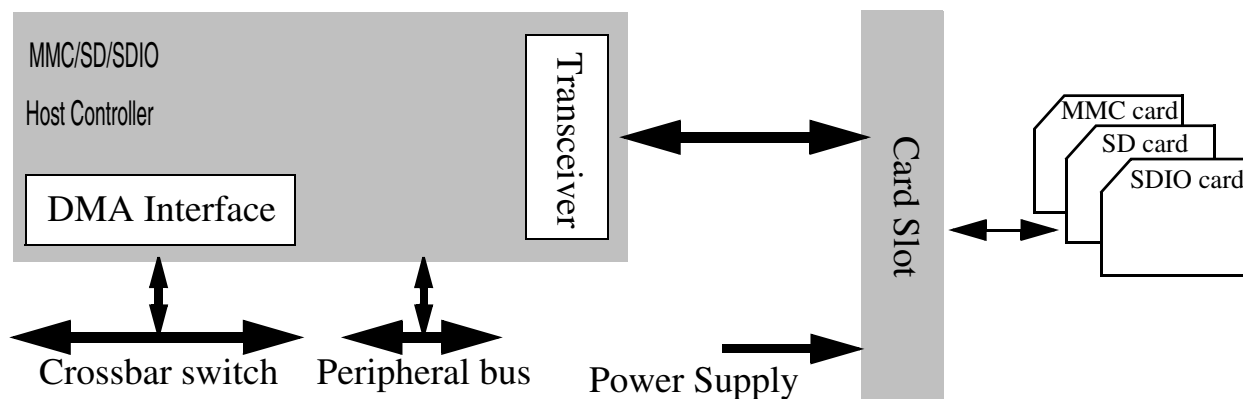 MMC/SD/SDIO
Host Controller
DMA Interface
Transceiver
Card Slot
MMC card
SD card
SDIO card
Crossbar switch
Peripheral bus
Power Supply